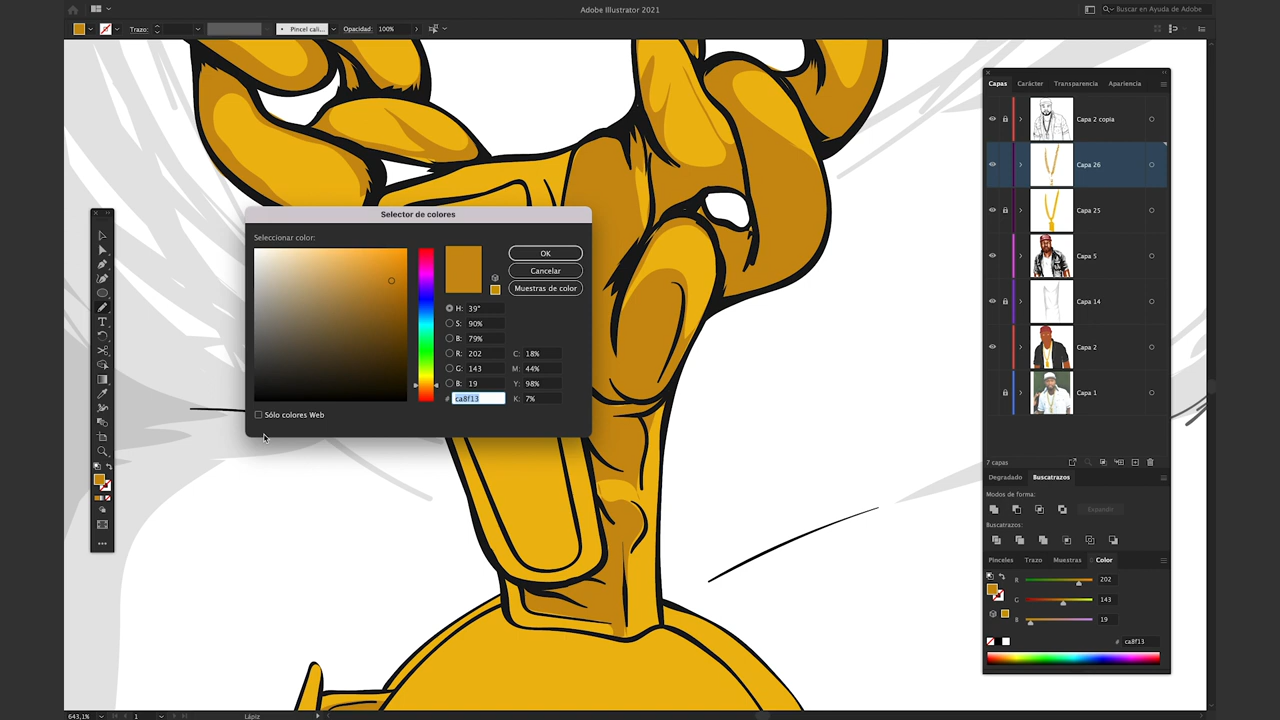 Adobe Illustrator 2021
Buscar en Ayuda de Adobe
Trazo:
Pincel cali...
Opacidad:
100%
Capas
Carácter
Transparencia
Apariencia
Capa 2 copia
Capa 26
Capa 25
Capa 5
Capa 14
Capa 2
Capa 1
7 capas
Selector de colores
Seleccionar color:
OK
Cancelar
Muestras de color
H: 39°
S: 90%
B: 79%
R: 202
C: 18%
G: 143
M: 44%
B: 19
Y: 98%
# ca8f13
K: 7%
Sólo colores Web
Degradado
Buscatrazos
Modos de forma:
Expandir
Buscatrazos:
Pinceles
Trazo
Muestras
Color
R 202
G 143
B 19
# ca8f13
643,1%
1
Lápiz